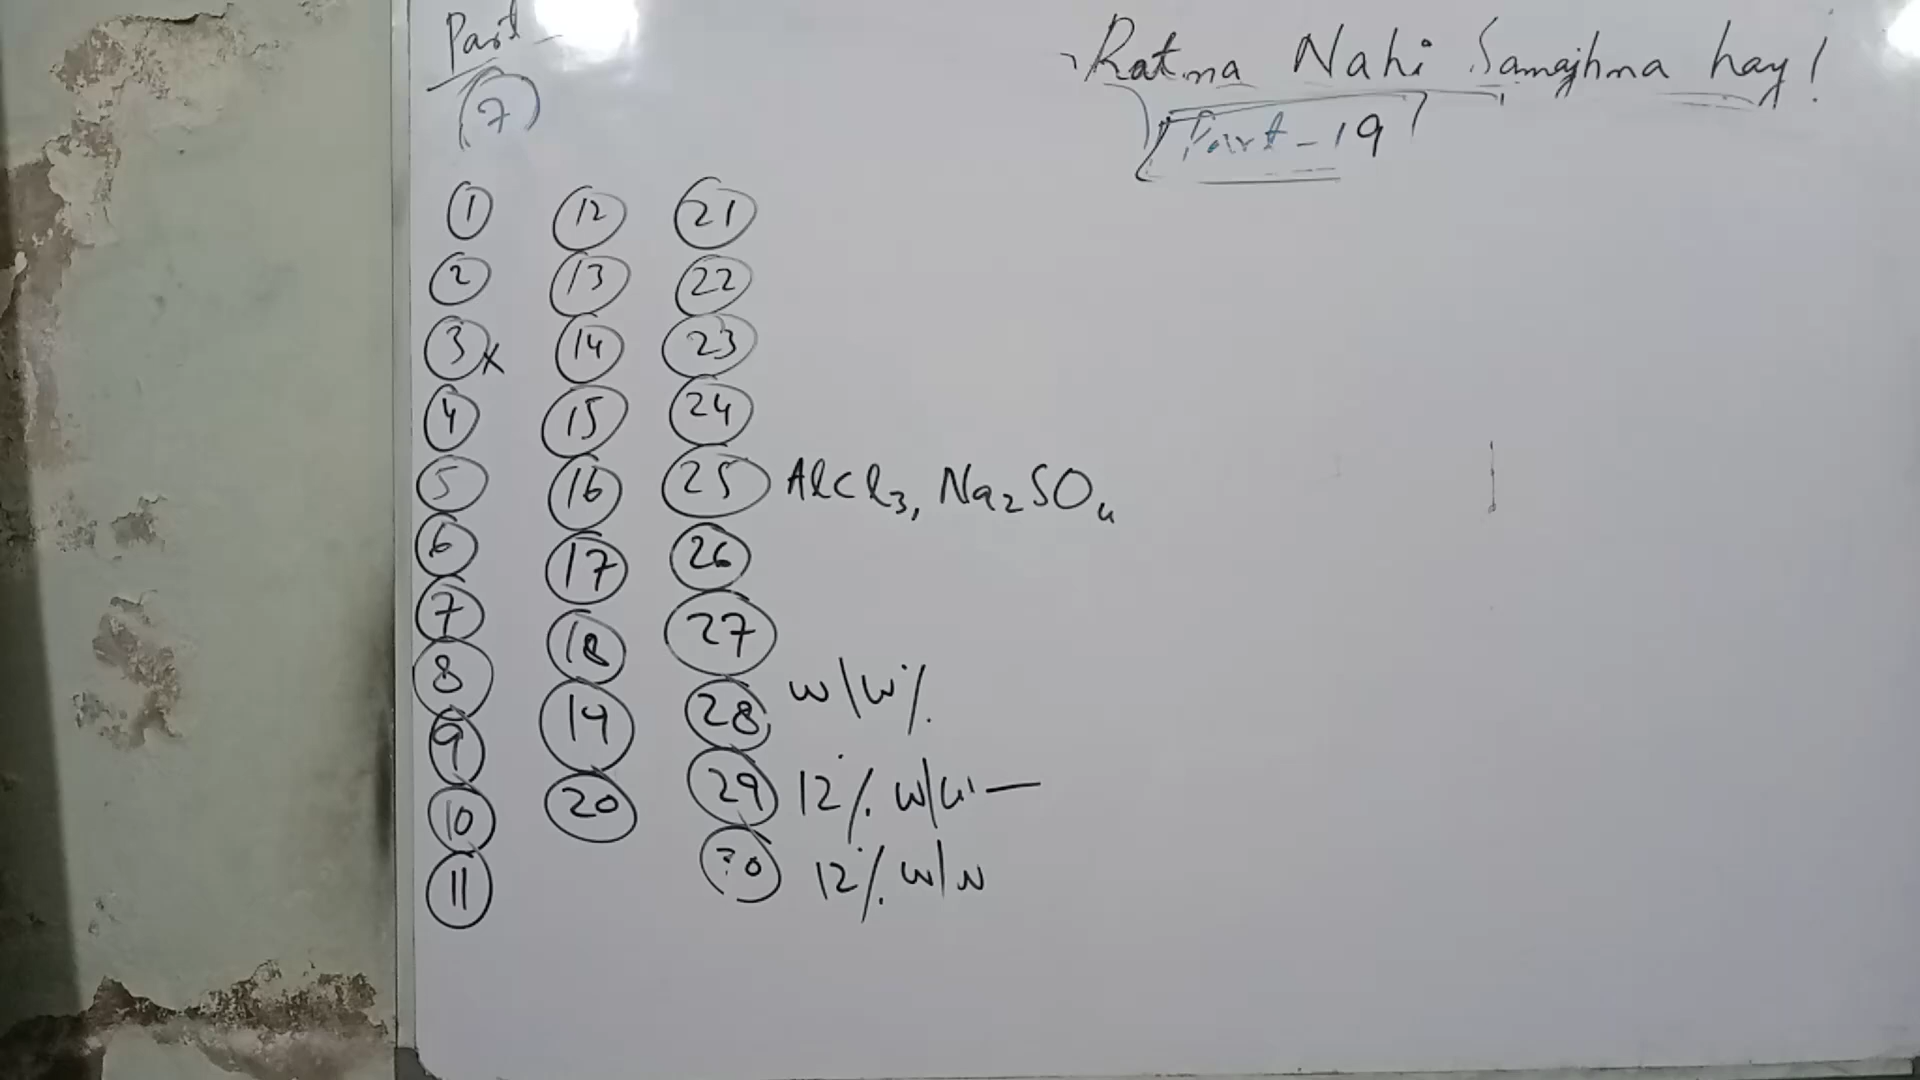 Part
(7)
Ratna Nahi Samajhna hay!
Part-19
1 12 21
2 13 22
3x 14 23
4 15 24
5 16 25 AlCl3, Na2SO4
6 17 26
7 18 27
8 19 28 w/w%
9 20 29 12% w/w —
10 30 12% w/w
11